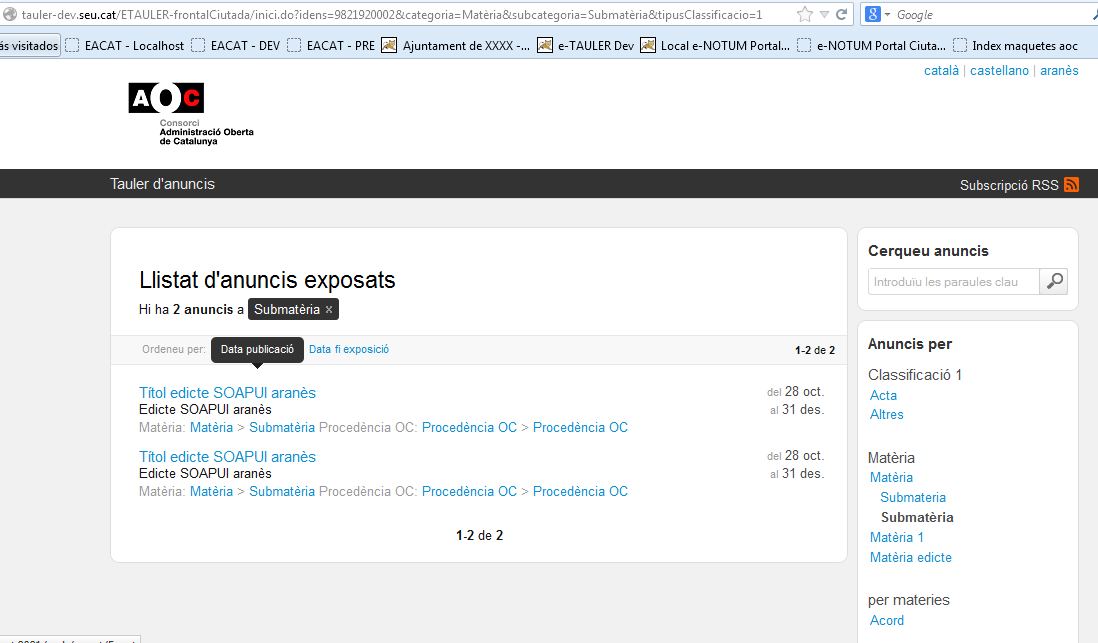 tauler-dev.seu.cat/ETAULER-frontalCiutada/inici.do?idens=9821920002&categoria=Matèria&subcategoria=Submatèria&tipusClassificacio=1
Google
ás visitados EACAT - Localhost EACAT - DEV EACAT - PRE Ajuntament de XXXX -... e-TAULER Dev Local e-NOTUM Portal... e-NOTUM Portal Ciuta... Index maquetes aoc
català | castellano | aranès
AOC
Consorci
Administració Oberta
de Catalunya
Tauler d'anuncis
Subscripció RSS
Llistat d'anuncis exposats
Hi ha 2 anuncis a Submatèria x
Ordeneu per: Data publicació Data fi exposició 1-2 de 2
Títol edicte SOAPUI aranès del 28 oct.
Edicte SOAPUI aranès al 31 des.
Matèria: Matèria > Submatèria Procedència OC: Procedència OC > Procedència OC
Títol edicte SOAPUI aranès del 28 oct.
Edicte SOAPUI aranès al 31 des.
Matèria: Matèria > Submatèria Procedència OC: Procedència OC > Procedència OC
1-2 de 2
Cerqueu anuncis
Introduïu les paraules clau
Anuncis per
Classificació 1
Acta
Altres
Matèria
Matèria
Submateria
Submatèria
Matèria 1
Matèria edicte
per materies
Acord